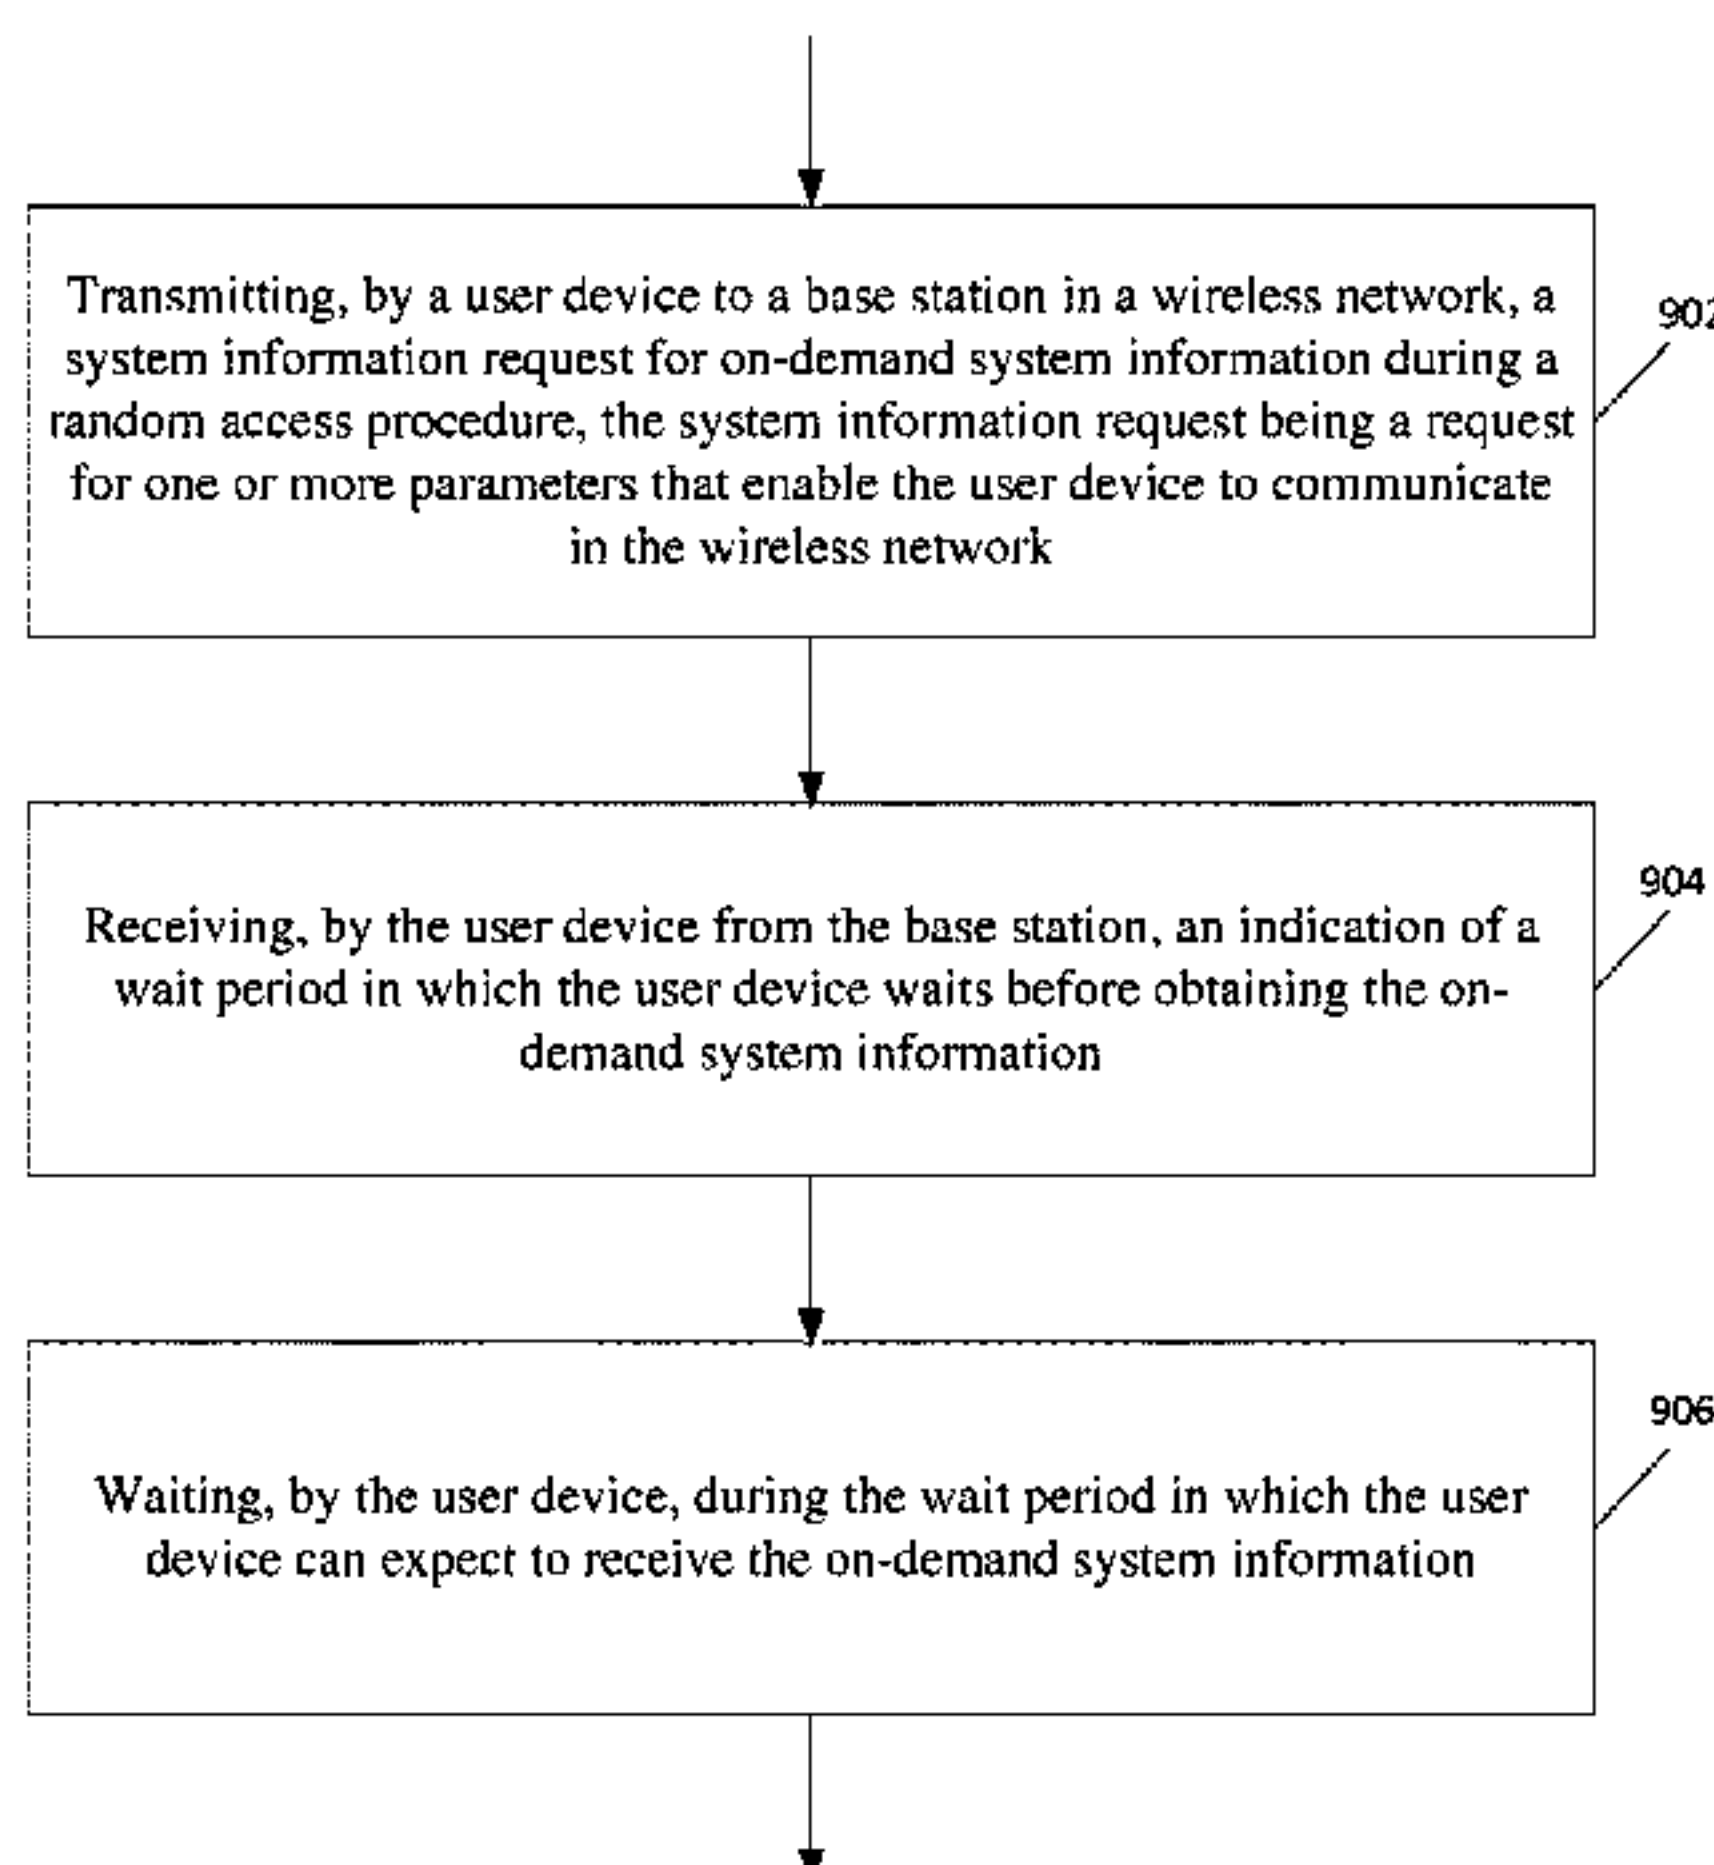 Transmitting, by a user device to a base station in a wireless network, a
system information request for on-demand system information during a
random access procedure, the system information request being a request
for one or more parameters that enable the user device to communicate
in the wireless network
902
Receiving, by the user device from the base station, an indication of a
wait period in which the user device waits before obtaining the on-
demand system information
904
Waiting, by the user device, during the wait period in which the user
device can expect to receive the on-demand system information
906